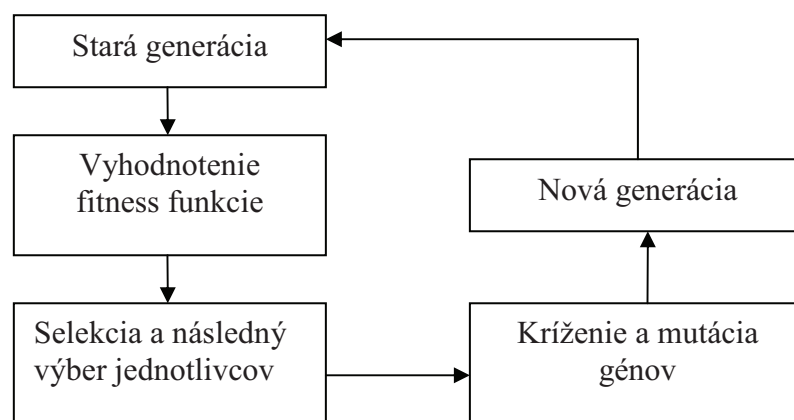 Stará generácia
Vyhodnotenie
fitness funkcie
Selekcia a následný
výber jednotlivcov
Kríženie a mutácia
génov
Nová generácia